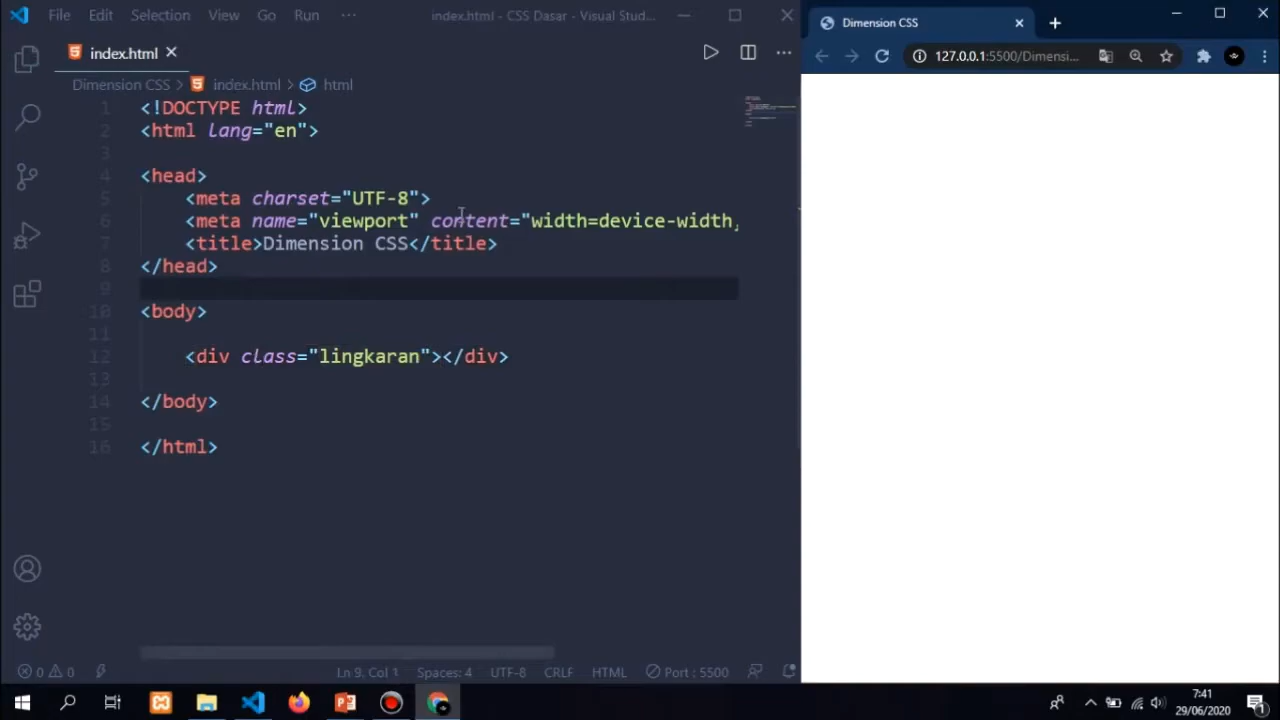 File Edit Selection View Go Run ··· index.html - CSS Dasar - Visual Stud...
index.html
Dimension CSS > index.html > html
1 <!DOCTYPE html>
2 <html lang="en">
3
4 <head>
5 <meta charset="UTF-8">
6 <meta name="viewport" content="width=device-width,
7 <title>Dimension CSS</title>
8 </head>
9
10 <body>
11
12 <div class="lingkaran"></div>
13
14 </body>
15
16 </html>
0 0 Ln 9, Col 1 Spaces: 4 UTF-8 CRLF HTML Port : 5500
Dimension CSS
127.0.0.1:5500/Dimensi...
7:41
29/06/2020
1